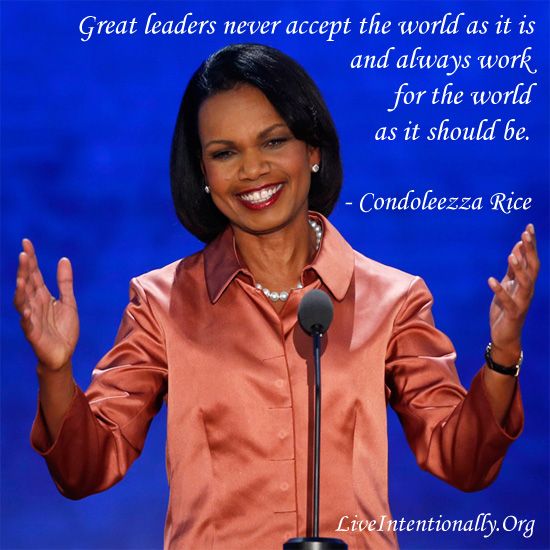 Great leaders never accept the world as it is
and always work
for the world
as it should be.
- Condoleezza Rice
LiveIntentionally.Org